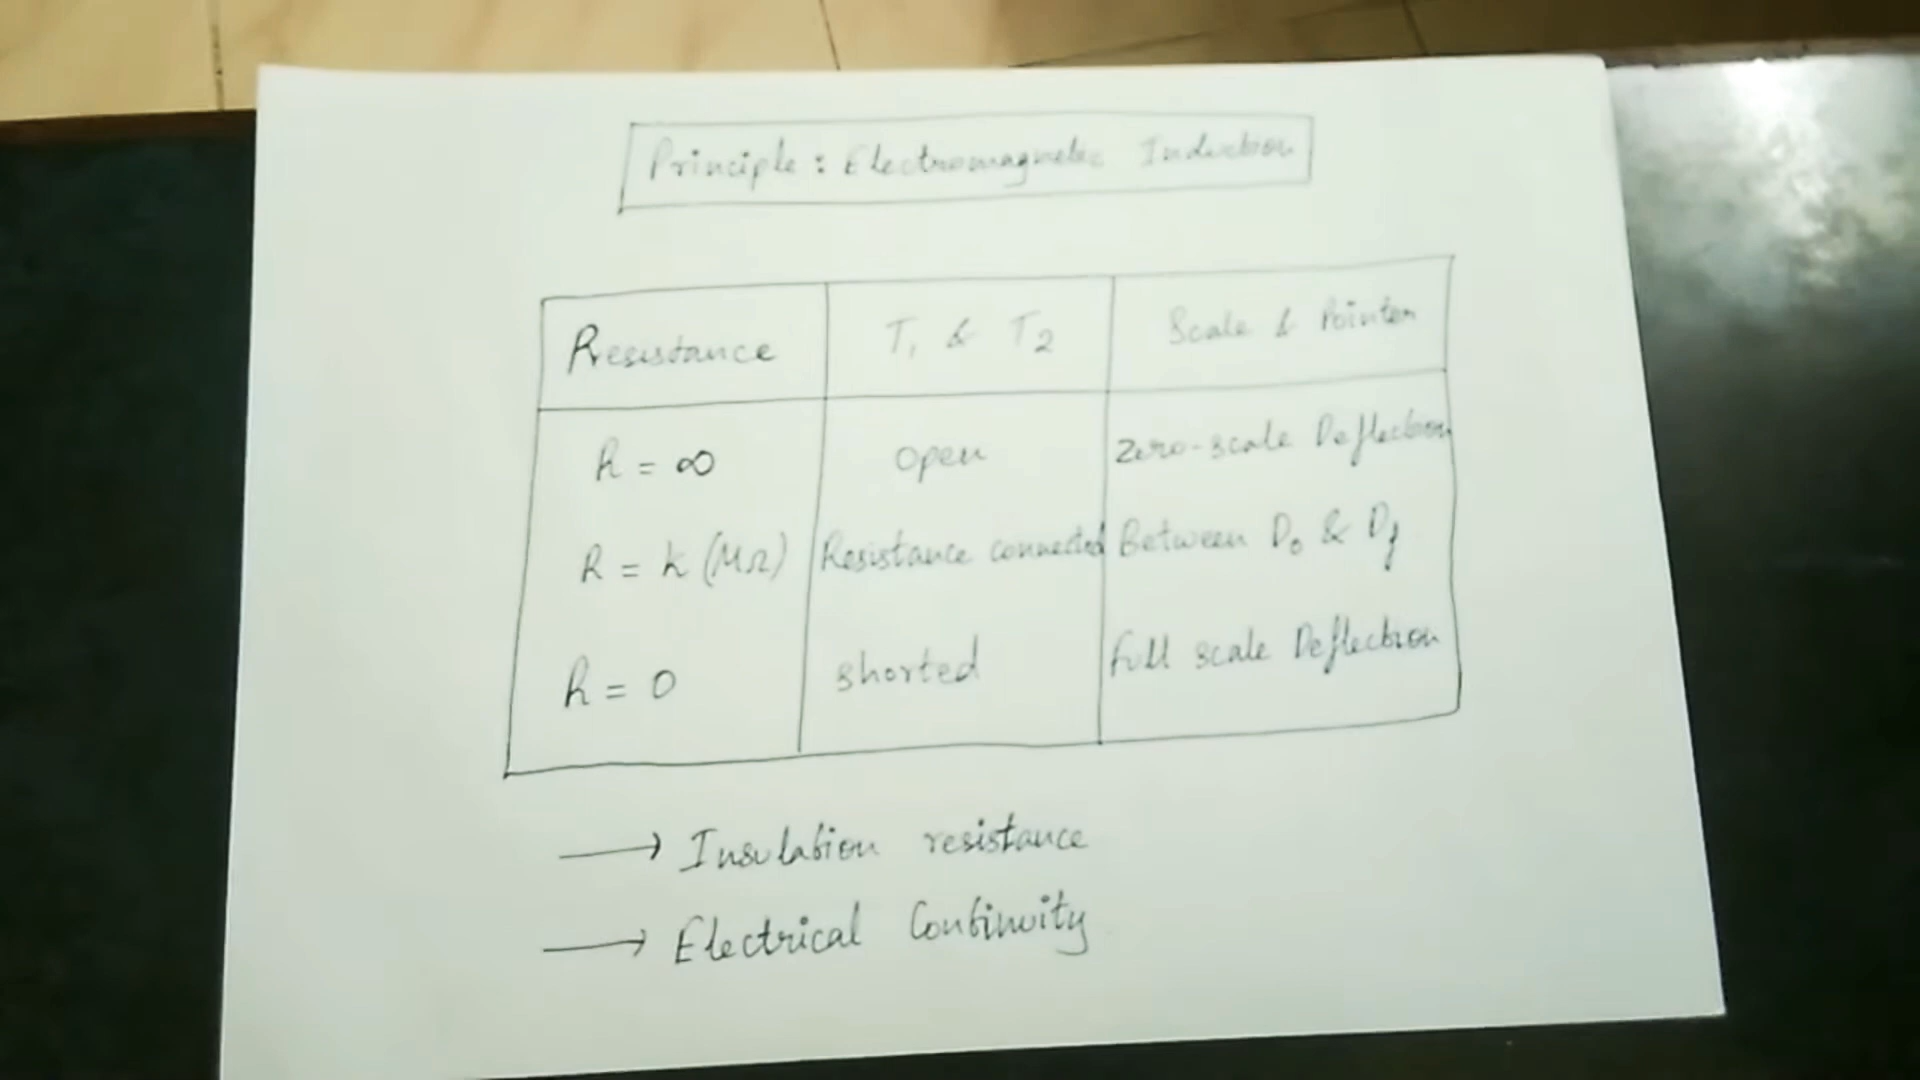 Principle : Electromagnetic Induction
Resistance T1 & T2 Scale & Pointer
R = ∞ open zero-scale Deflection
R = k (MΩ) Resistance connected Between D0 & Df
R = 0 shorted full scale Deflection
→ Insulation resistance
→ Electrical Continuity